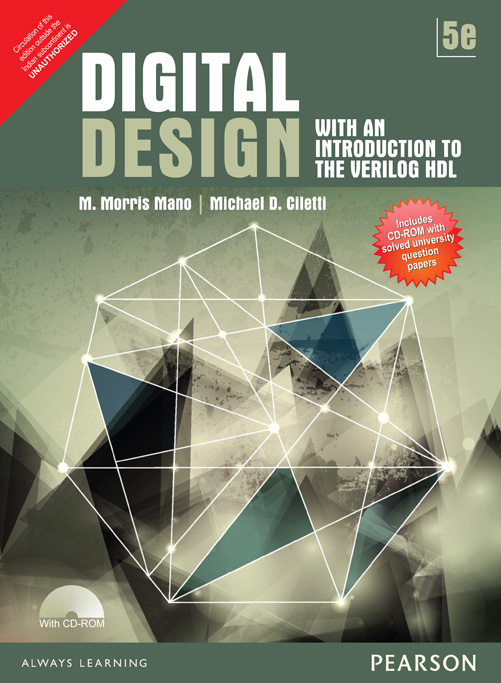 Circulation of this
edition outside the
Indian subcontinent is
UNAUTHORIZED
5e
DIGITAL
DESIGN
WITH AN
INTRODUCTION TO
THE VERILOG HDL
M. Morris Mano | Michael D. Ciletti
Includes
CD-ROM with
solved university
question
papers
With CD-ROM
ALWAYS LEARNING
PEARSON